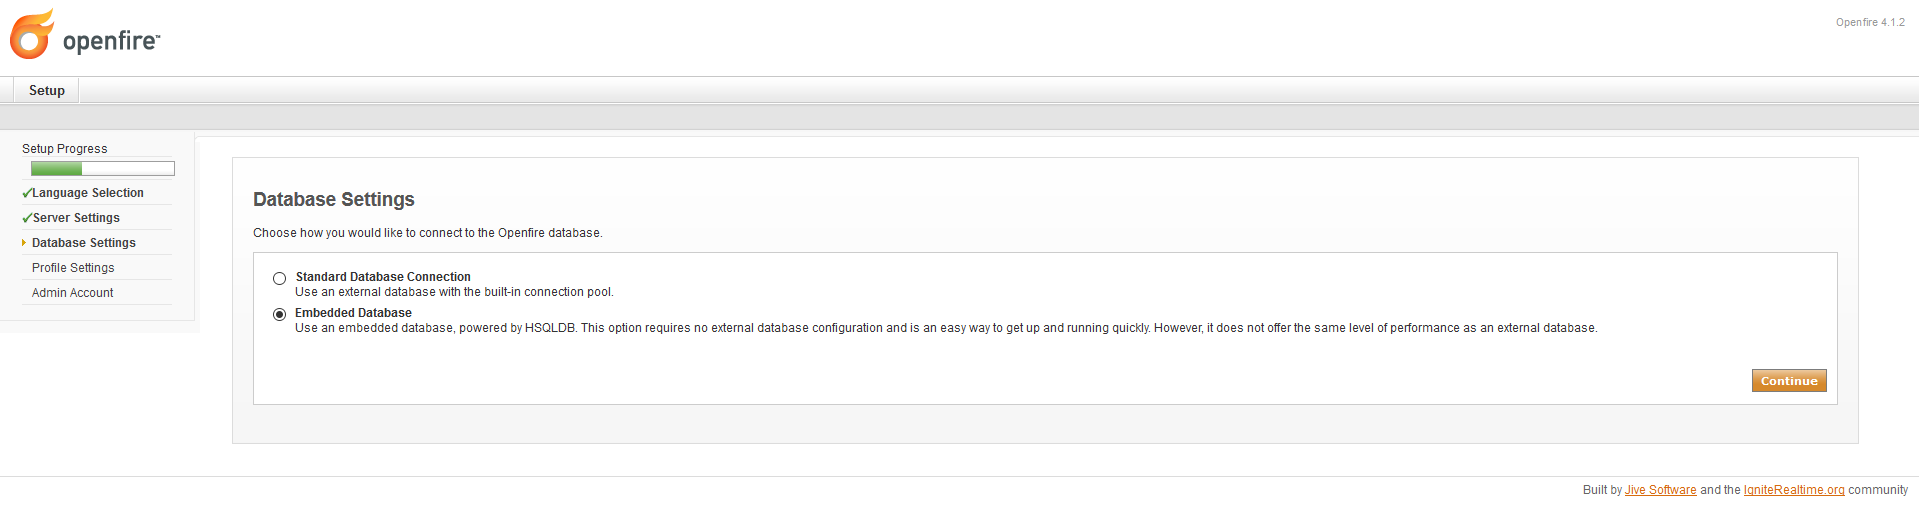 openfire™
Openfire 4.1.2
Setup
Setup Progress
Language Selection
Server Settings
Database Settings
Profile Settings
Admin Account
Database Settings
Choose how you would like to connect to the Openfire database.
Standard Database Connection
Use an external database with the built-in connection pool.
Embedded Database
Use an embedded database, powered by HSQLDB. This option requires no external database configuration and is an easy way to get up and running quickly. However, it does not offer the same level of performance as an external database.
Continue
Built by Jive Software and the IgniteRealtime.org community